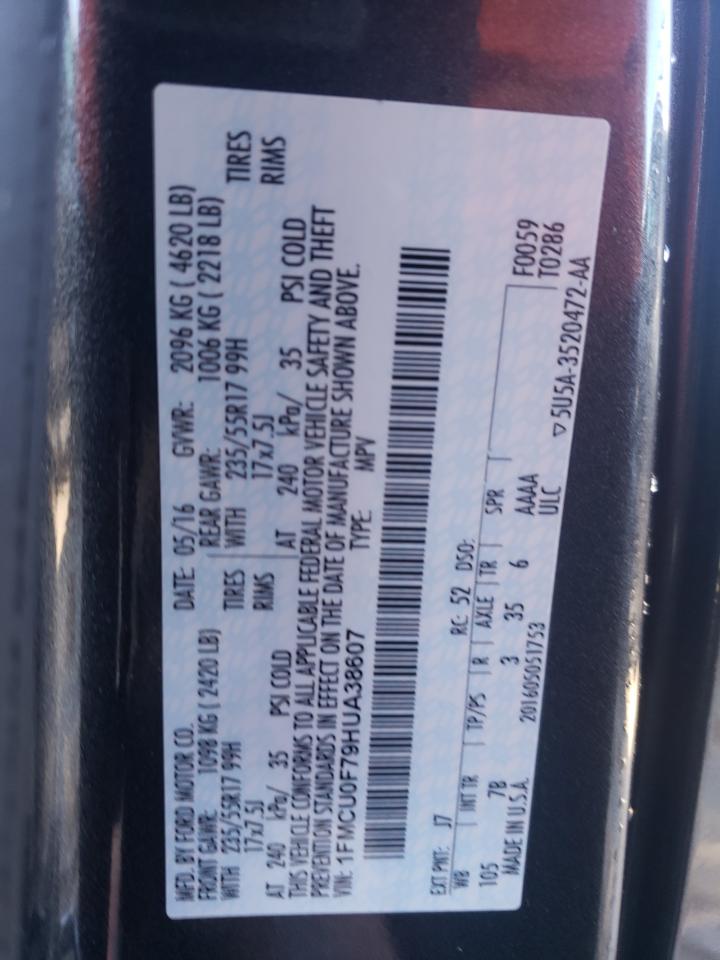 MFD. BY FORD MOTOR CO. DATE: 05/16 GVWR: 2096 KG ( 4620 LB)
FRONT GAWR: 1098 KG ( 2420 LB) REAR GAWR: 1006 KG ( 2218 LB)
WITH 235/55R17 99H TIRES WITH 235/55R17 99H TIRES
17x7.5J RIMS 17x7.5J RIMS
AT 240 kPa/ 35 PSI COLD AT 240 kPa/ 35 PSI COLD
THIS VEHICLE CONFORMS TO ALL APPLICABLE FEDERAL MOTOR VEHICLE SAFETY AND THEFT
PREVENTION STANDARDS IN EFFECT ON THE DATE OF MANUFACTURE SHOWN ABOVE.
VIN: 1FMCU0F79HUA38607 TYPE: MPV
EXT PNT: J7 RC: 52 DSO:
WB INT TR TP/PS R AXLE TR SPR F0059
105 7B 3 35 6 AAAA T0286
MADE IN U.S.A. 20160505051753 ULC
▽5U5A-3520472-AA